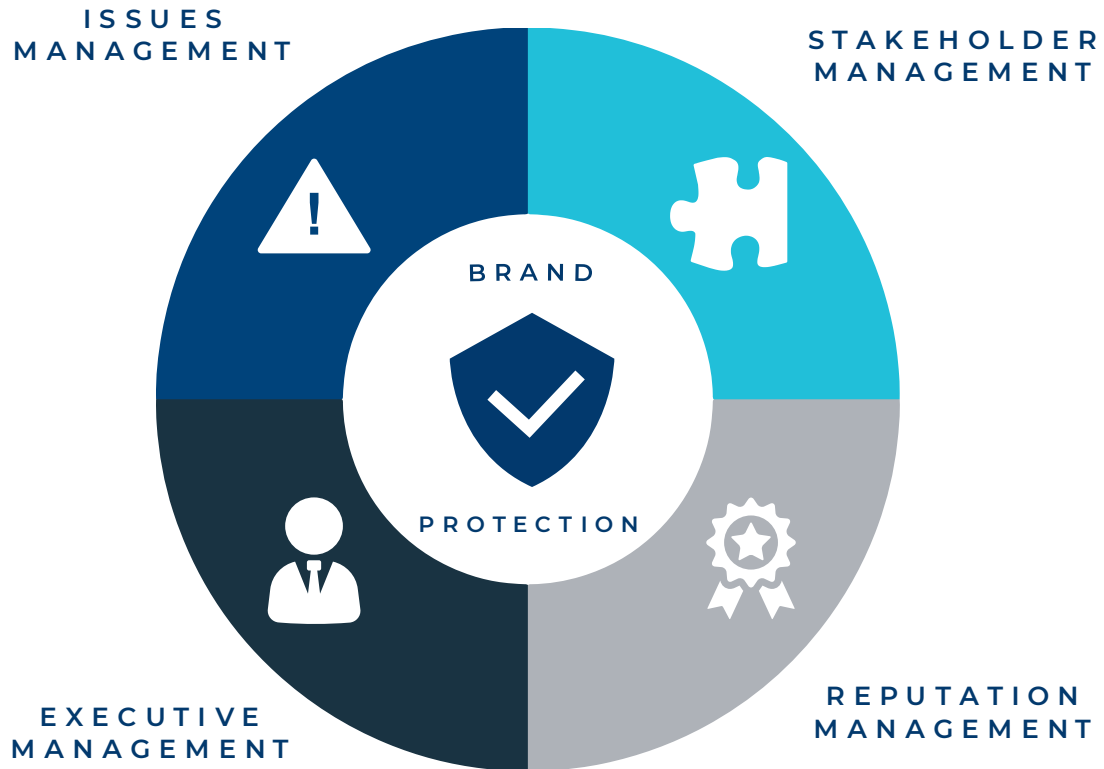 ISSUES
MANAGEMENT
STAKEHOLDER
MANAGEMENT
!
BRAND
PROTECTION
EXECUTIVE
MANAGEMENT
REPUTATION
MANAGEMENT